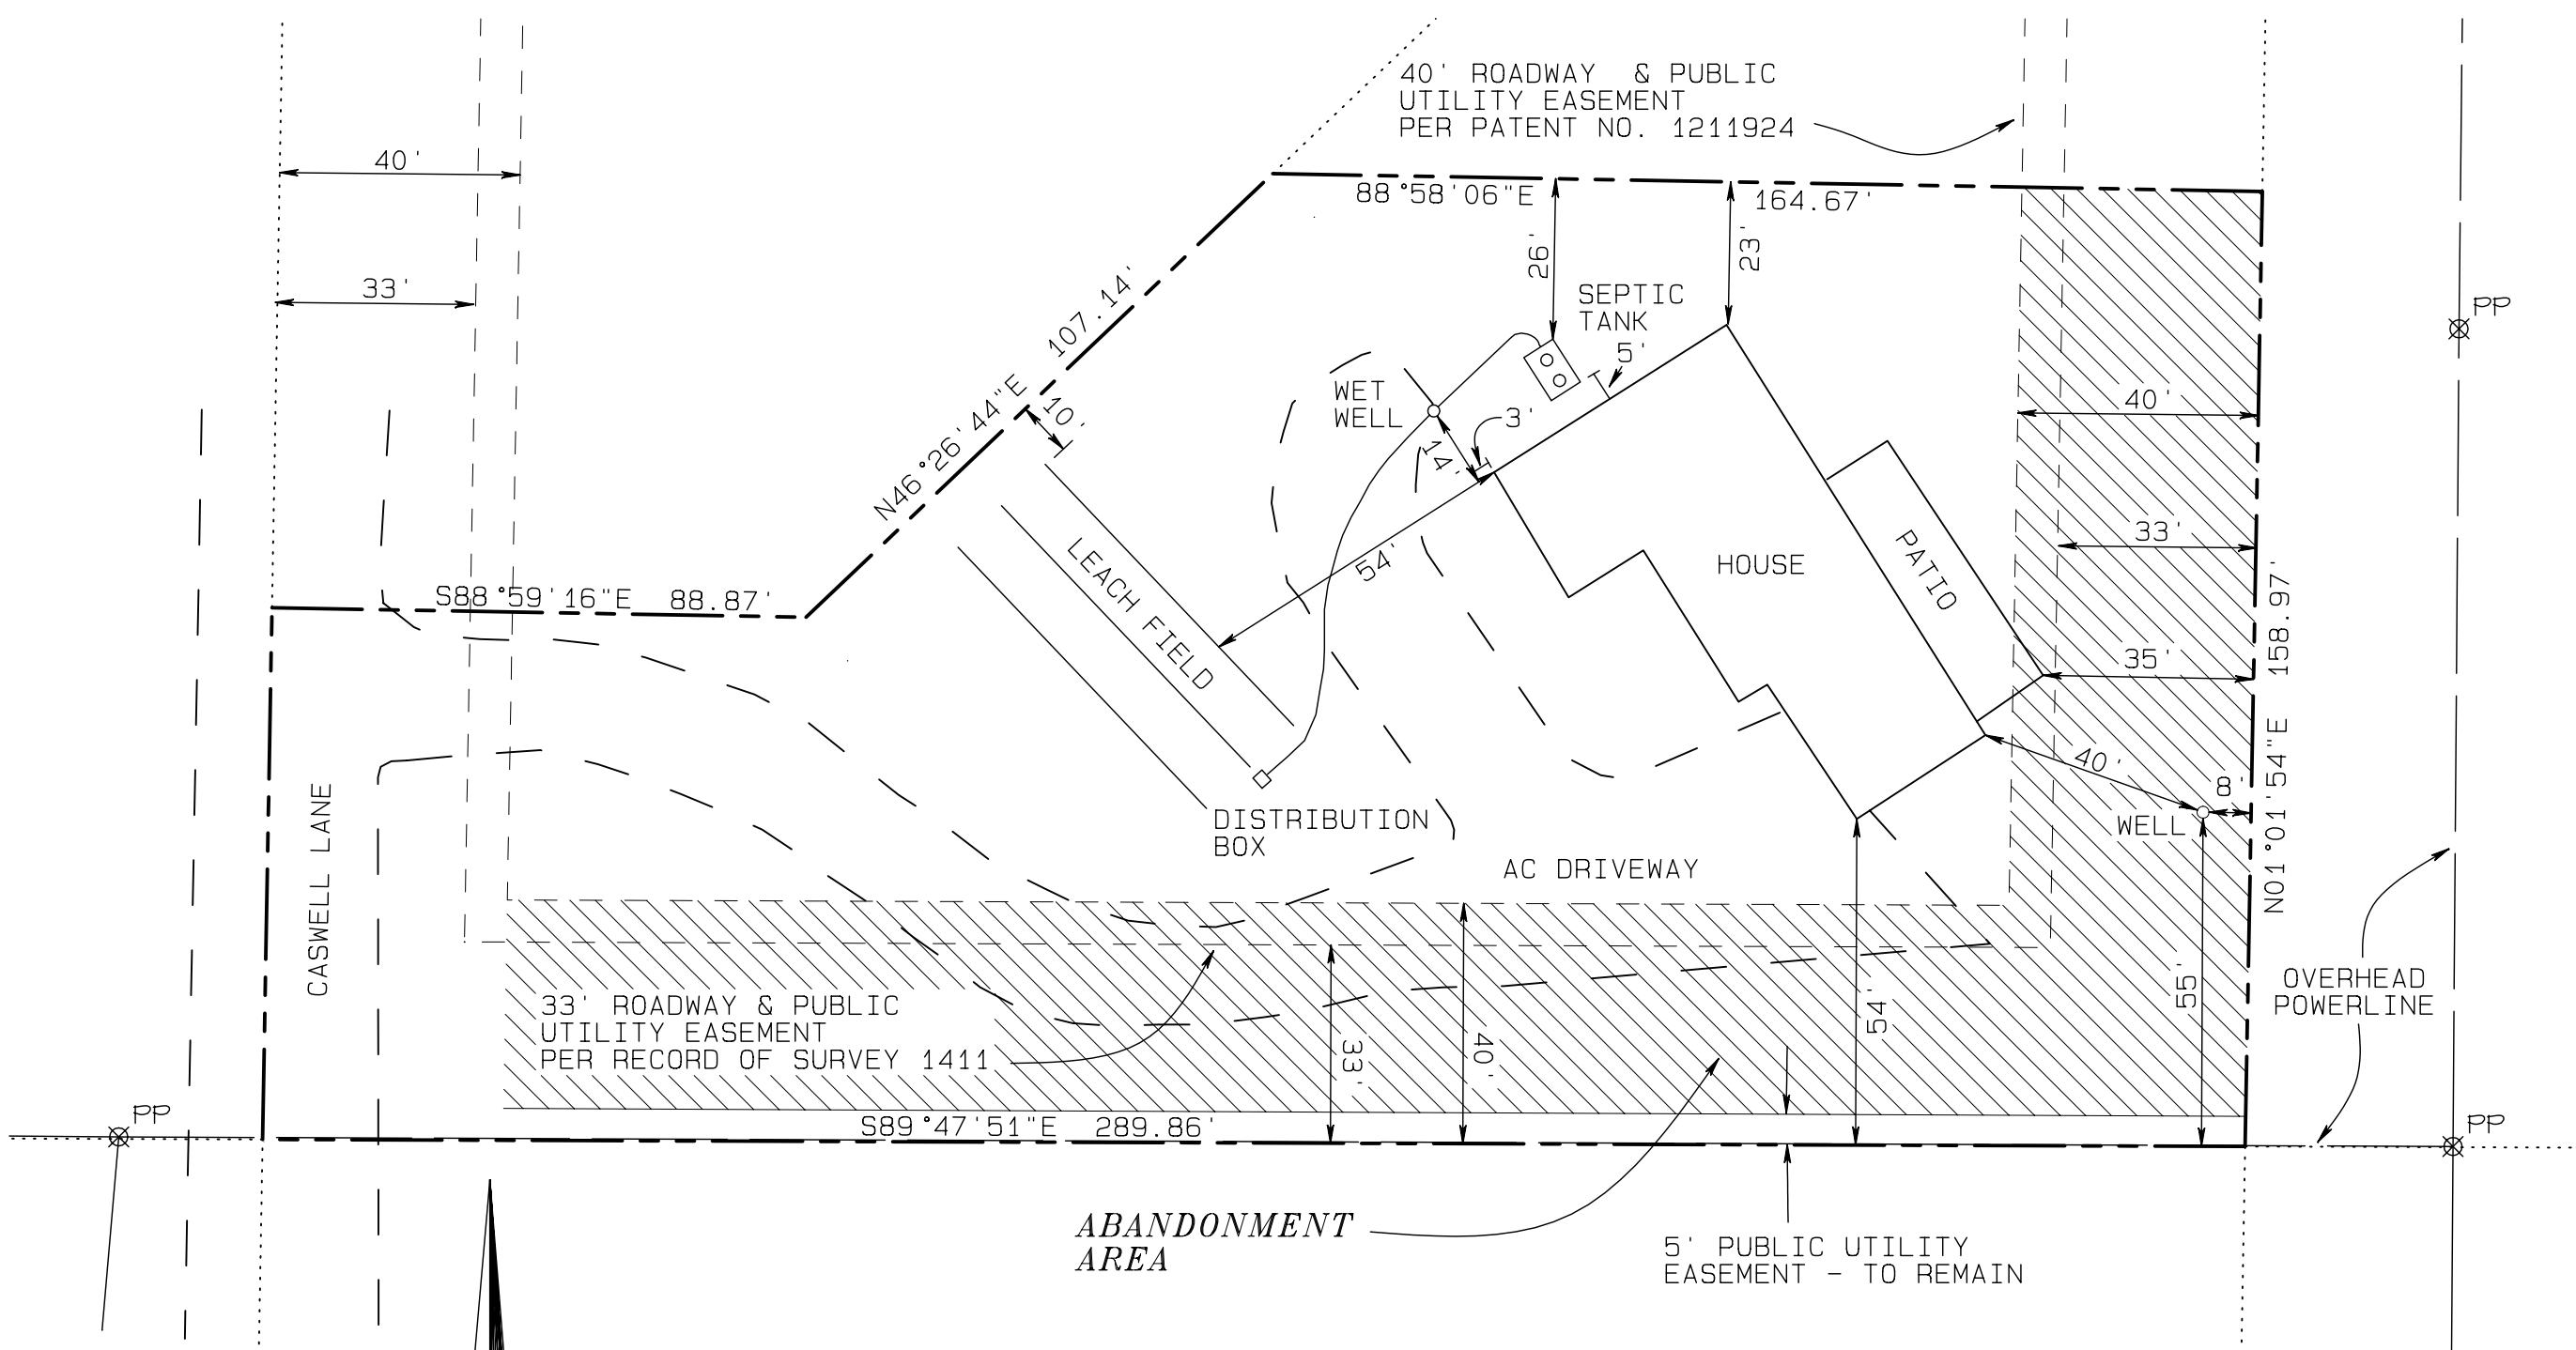 40' ROADWAY & PUBLIC
UTILITY EASEMENT
PER PATENT NO. 1211924
40'
33'
88°58'06"E
164.67'
26'
23'
SEPTIC
TANK
5'
WET
WELL
3'
14'
N46°26'44"E 107.14'
10'
PP
40'
33'
54'
HOUSE
PATIO
LEACH FIELD
S88°59'16"E 88.87'
35'
N01°01'54"E 158.97'
40'
8'
WELL
DISTRIBUTION
BOX
AC DRIVEWAY
CASWELL LANE
33' ROADWAY & PUBLIC
UTILITY EASEMENT
PER RECORD OF SURVEY 1411
33'
40'
54'
55'
OVERHEAD
POWERLINE
PP
S89°47'51"E 289.86'
PP
ABANDONMENT
AREA
5' PUBLIC UTILITY
EASEMENT - TO REMAIN